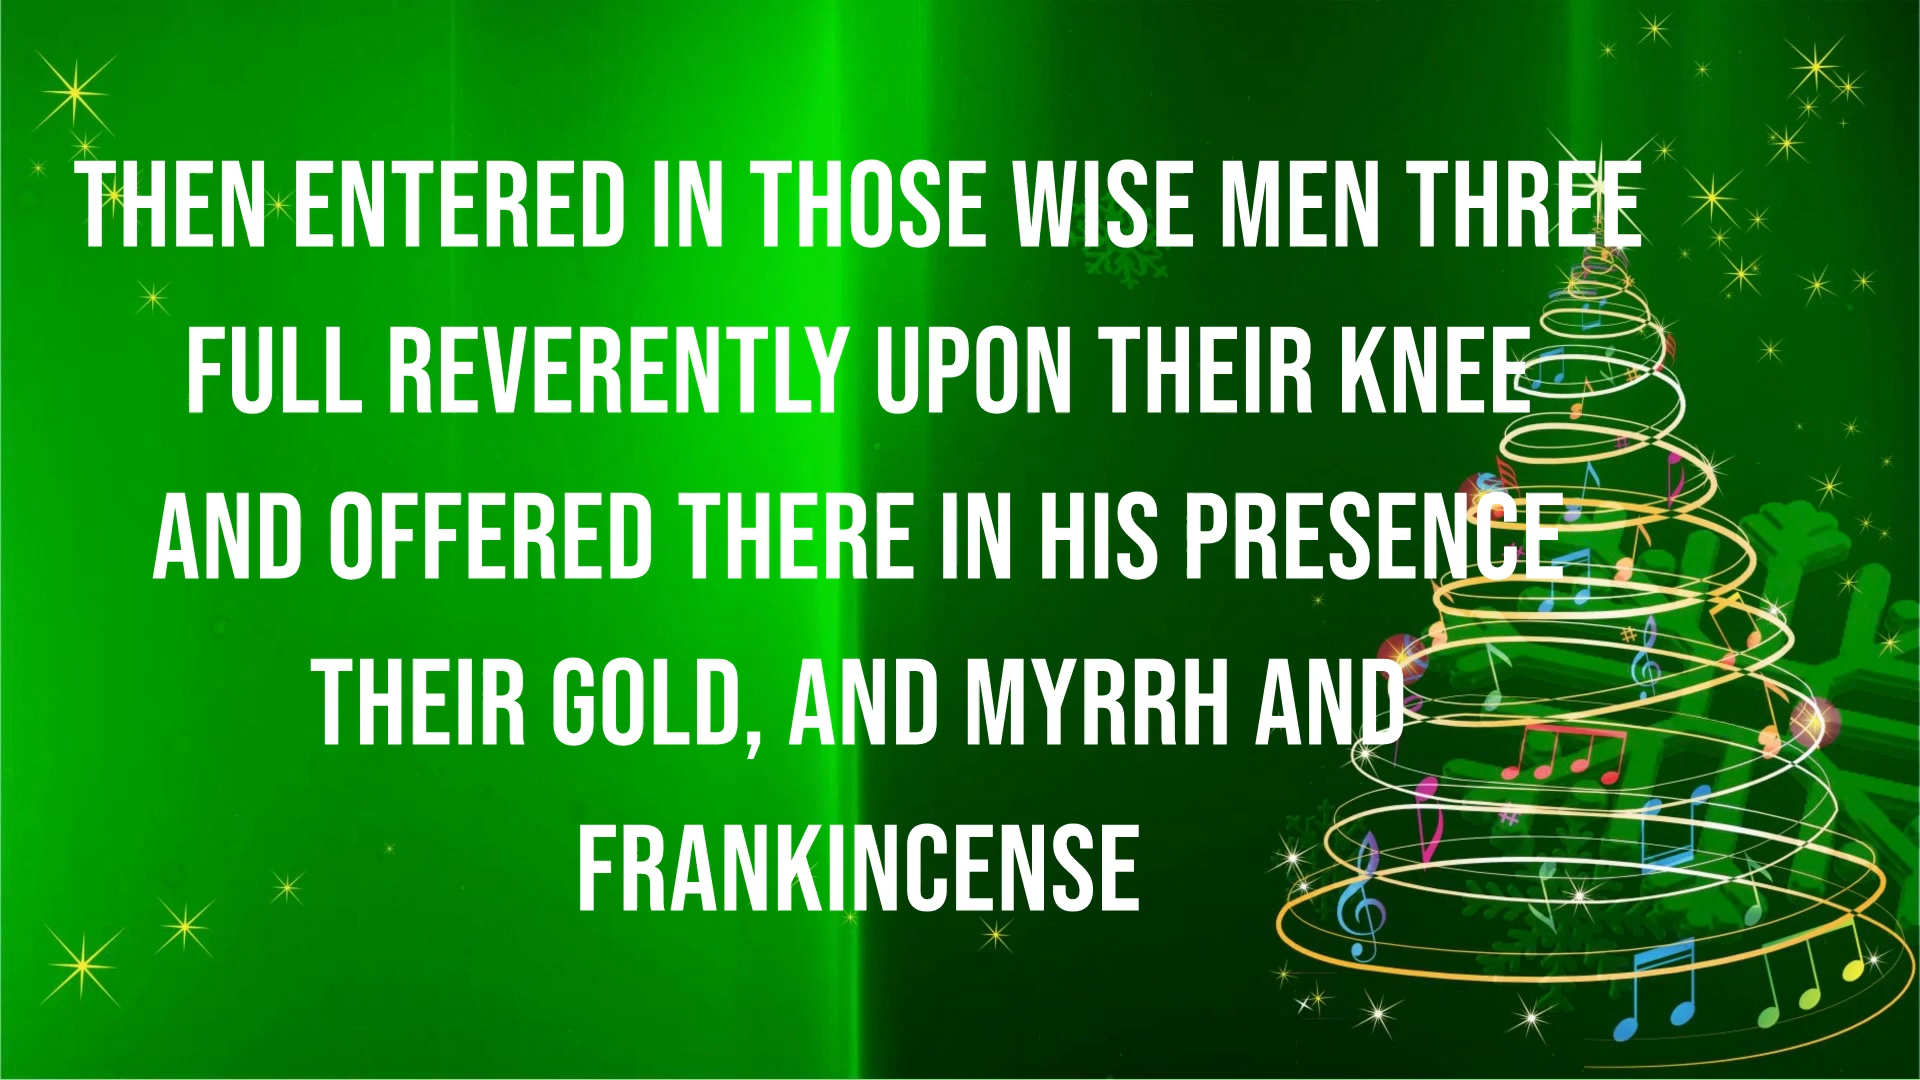 THEN ENTERED IN THOSE WISE MEN THREE
FULL REVERENTLY UPON THEIR KNEE
AND OFFERED THERE IN HIS PRESENCE
THEIR GOLD, AND MYRRH AND
FRANKINCENSE